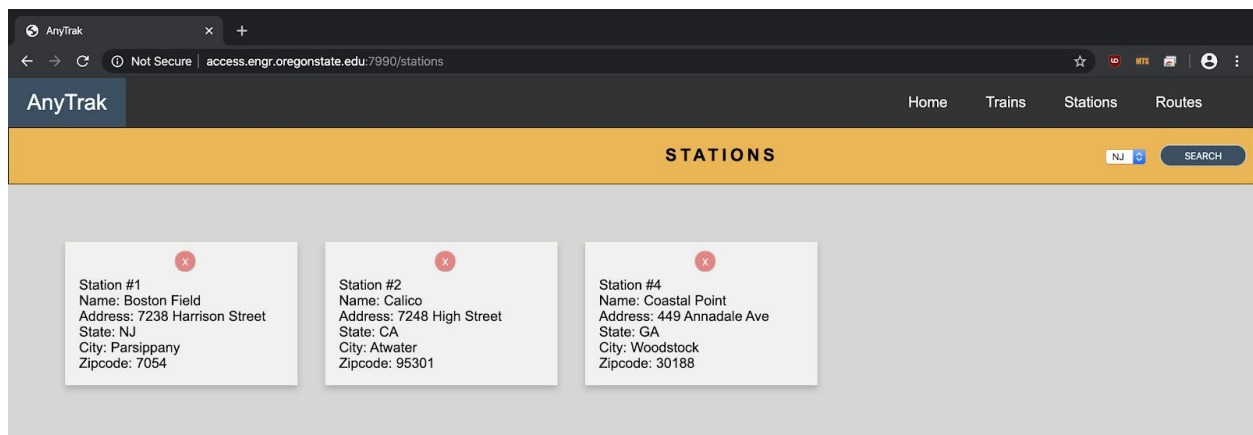 AnyTrak
Not Secure | access.engr.oregonstate.edu:7990/stations
MTS
AnyTrak
Home Trains Stations Routes
STATIONS
NJ
SEARCH
X
Station #1
Name: Boston Field
Address: 7238 Harrison Street
State: NJ
City: Parsippany
Zipcode: 7054
X
Station #2
Name: Calico
Address: 7248 High Street
State: CA
City: Atwater
Zipcode: 95301
X
Station #4
Name: Coastal Point
Address: 449 Annadale Ave
State: GA
City: Woodstock
Zipcode: 30188